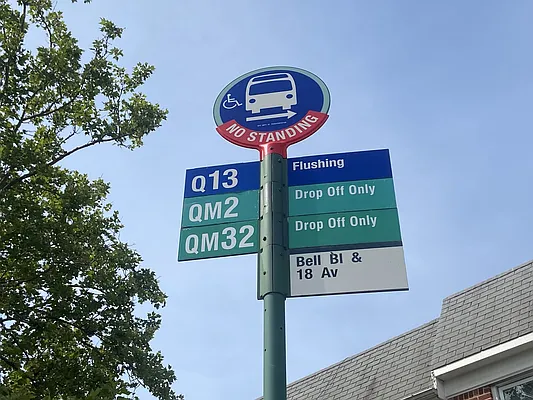 NO STANDING
Q13 Flushing
QM2 Drop Off Only
QM32 Drop Off Only
Bell Bl &
18 Av